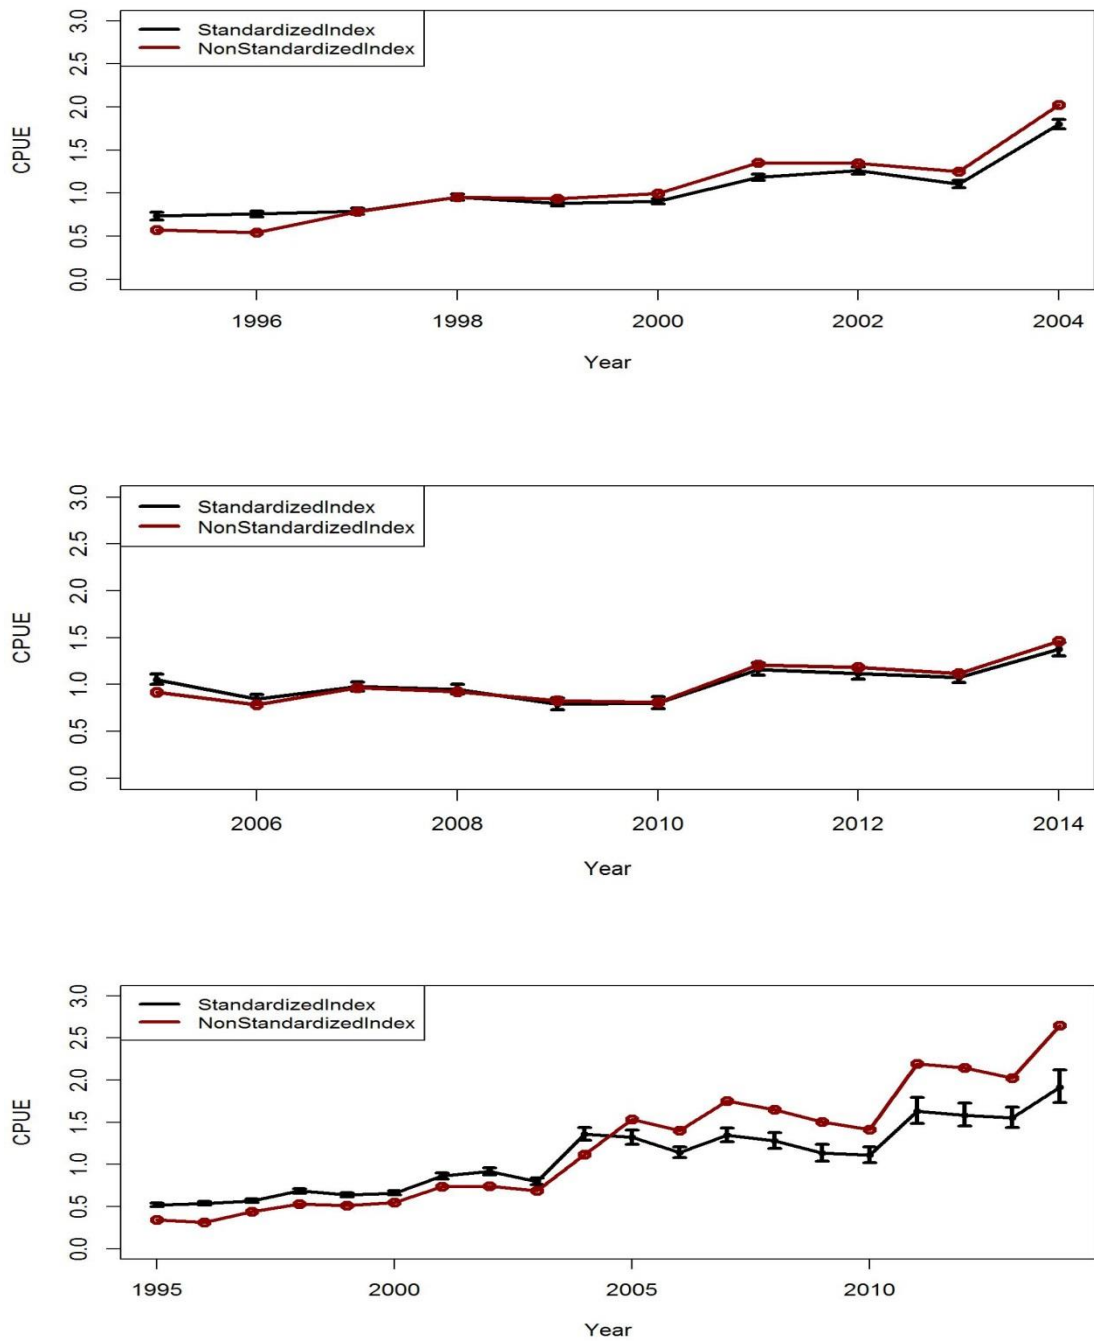 StandardizedIndex
NonStandardizedIndex
CPUE
3.0
2.5
2.0
1.5
1.0
0.5
0.0
1996 1998 2000 2002 2004
Year
StandardizedIndex
NonStandardizedIndex
CPUE
3.0
2.5
2.0
1.5
1.0
0.5
0.0
2006 2008 2010 2012 2014
Year
StandardizedIndex
NonStandardizedIndex
CPUE
3.0
2.5
2.0
1.5
1.0
0.5
0.0
1995 2000 2005 2010
Year